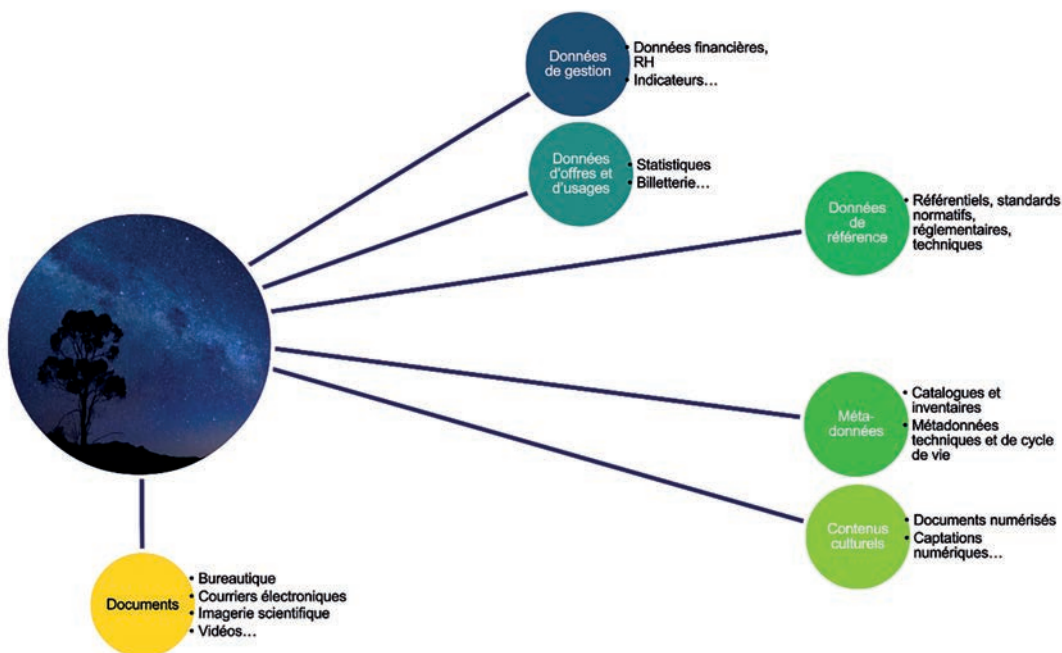 Données
de gestion
• Données financières,
RH
• Indicateurs…
Données
d'offres et
d'usages
• Statistiques
• Billetterie…
Données
de
référence
• Référentiels, standards
normatifs,
réglementaires,
techniques
Méta-
données
• Catalogues et
inventaires
• Métadonnées
techniques et de cycle
de vie
Contenus
culturels
• Documents numérisés
• Captations
numériques…
Documents
• Bureautique
• Courriers électroniques
• Imagerie scientifique
• Vidéos…